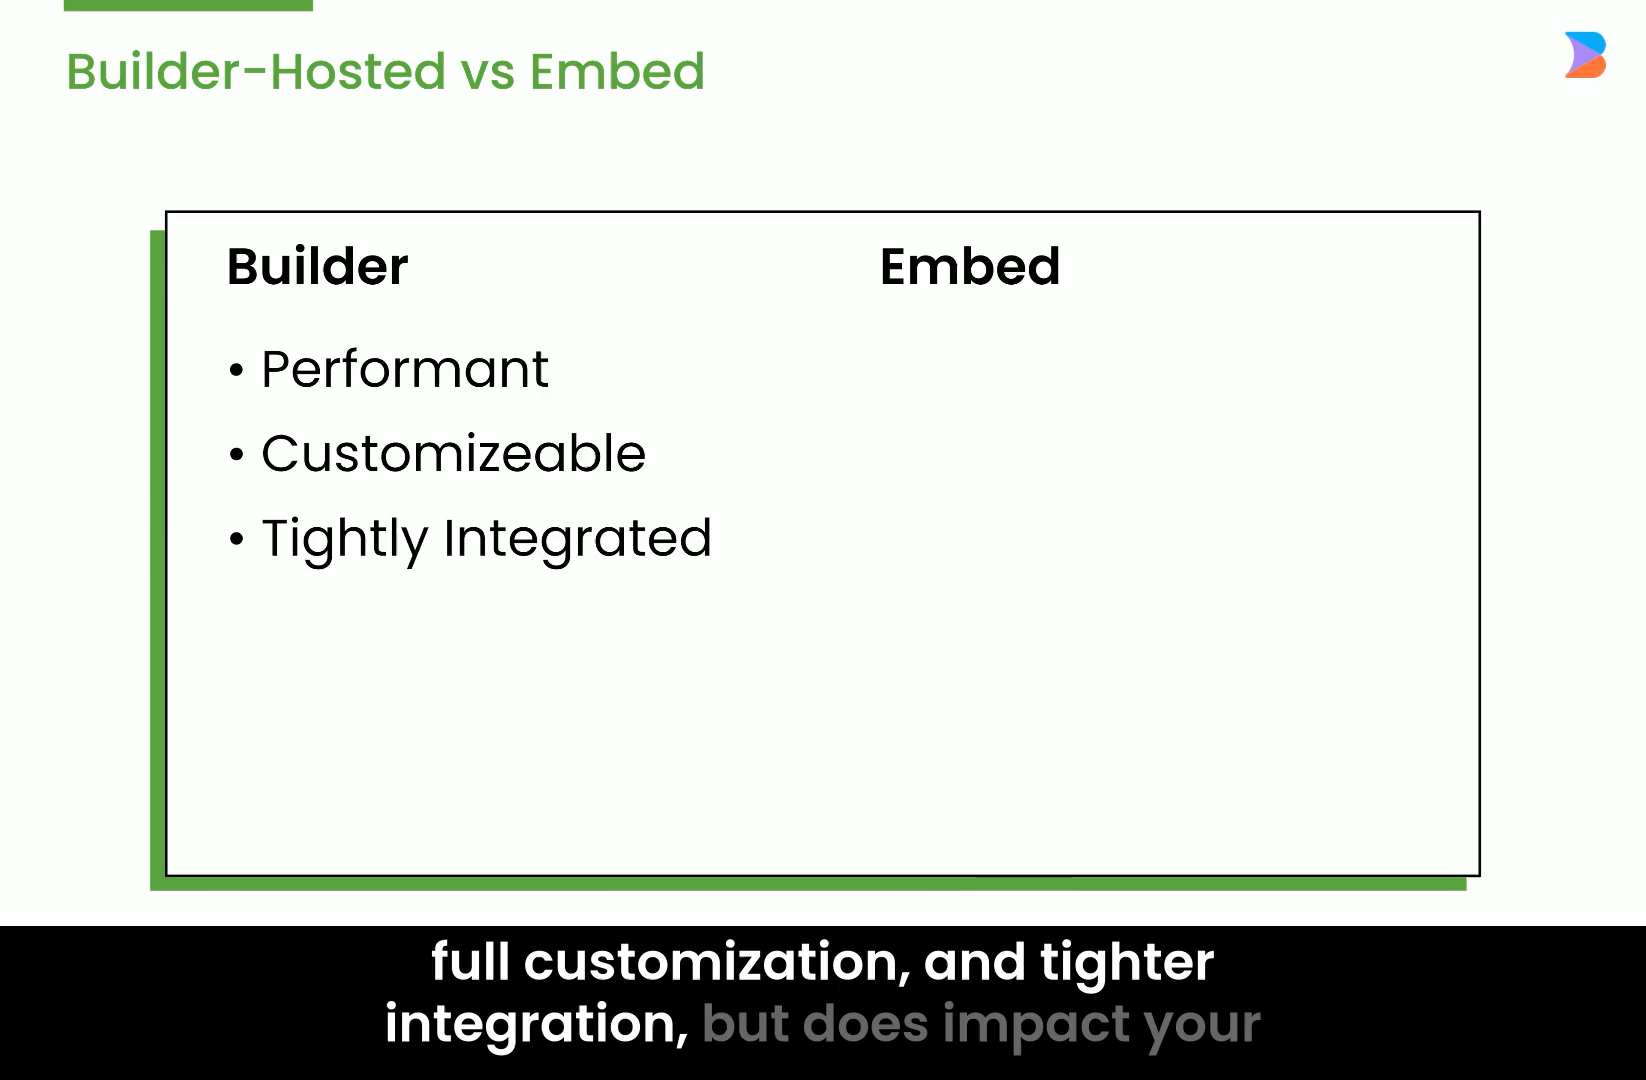 Builder-Hosted vs Embed
Builder
• Performant
• Customizeable
• Tightly Integrated
Embed
full customization, and tighter
integration, but does impact your